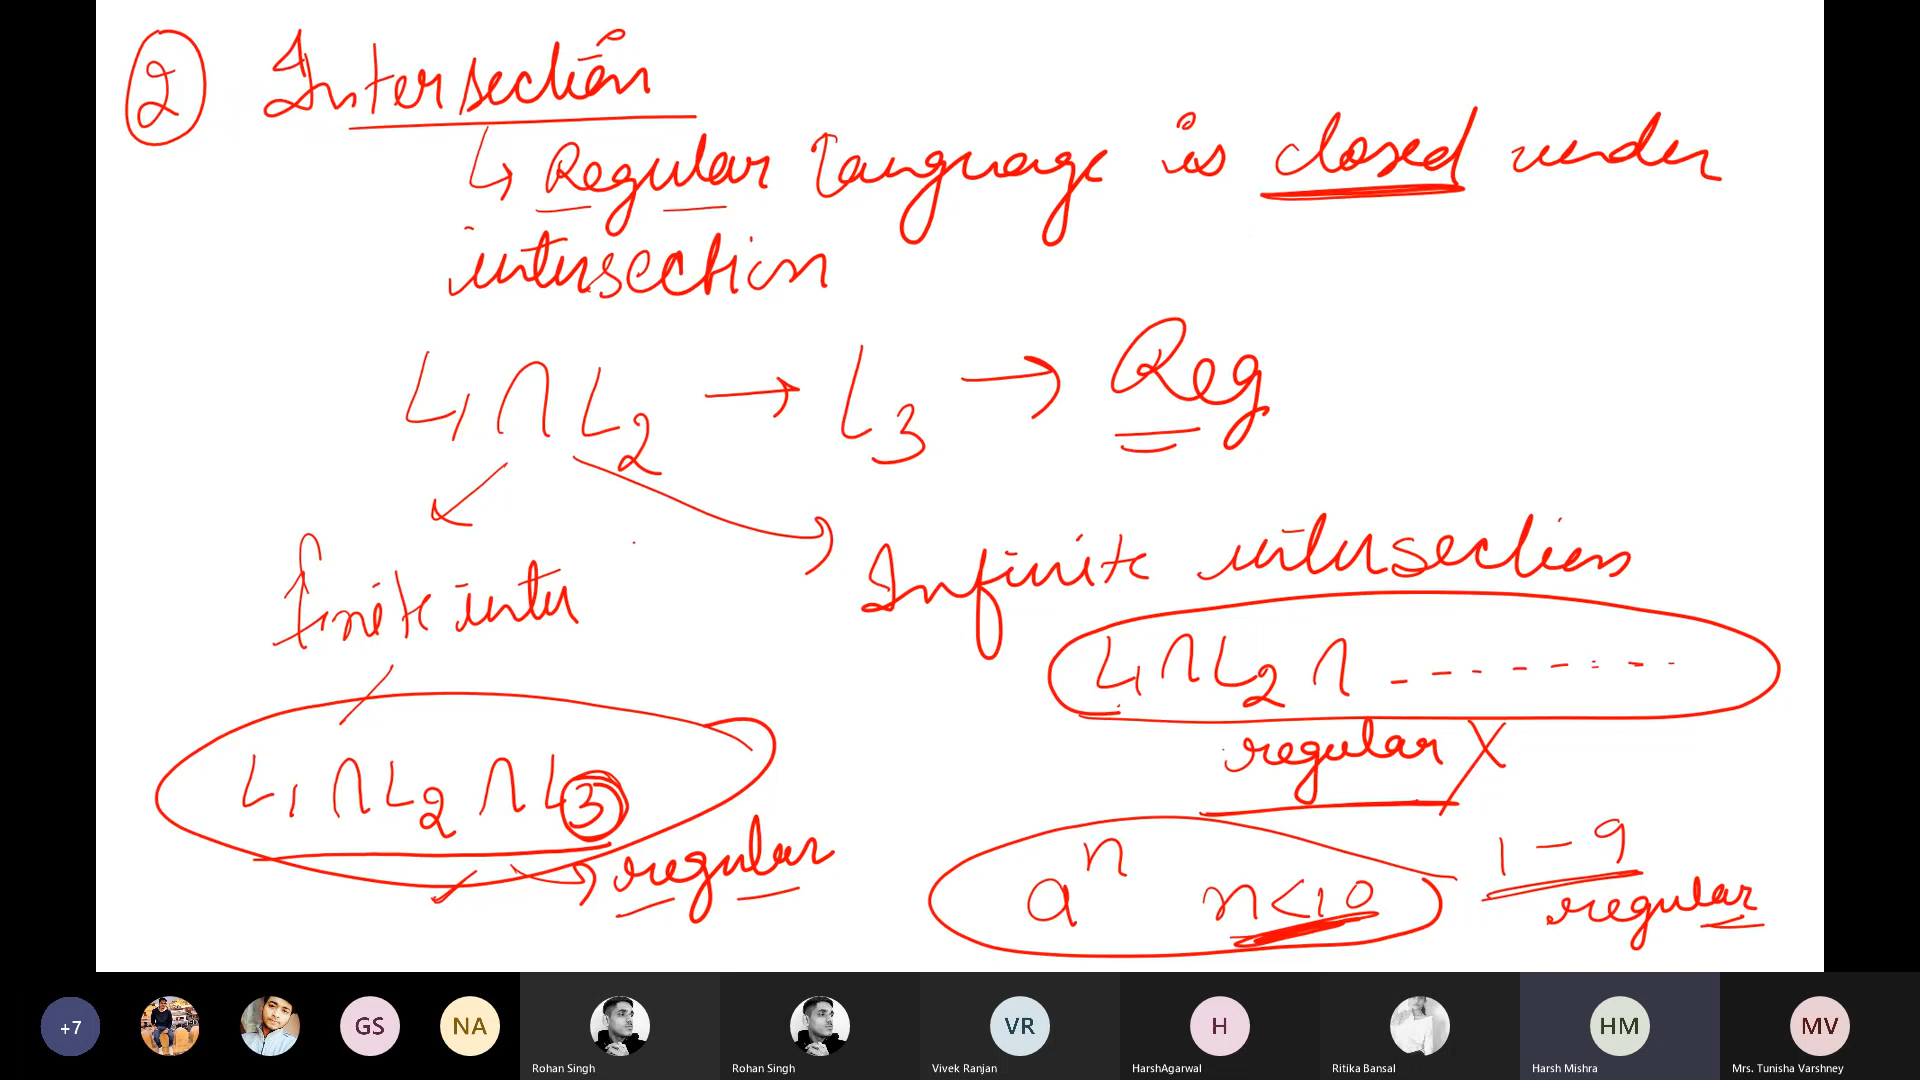 2 Intersection
↳ Regular language is closed under
intersection
L1 ∩ L2 → L3 → Reg
finite inter
Infinite intersection
L1 ∩ L2 ∩ - - - - - - - -
regular X
L1 ∩ L2 ∩ L3
→ regular
a^n n<10
1 - 9
regular
+7
GS
NA
Rohan Singh
Rohan Singh
VR
Vivek Ranjan
H
HarshAgarwal
Ritika Bansal
HM
Harsh Mishra
MV
Mrs. Tunisha Varshney